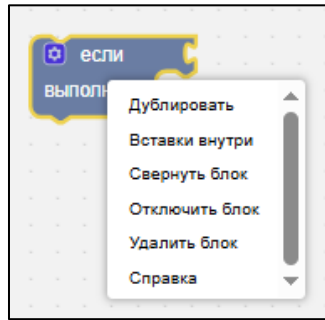 если
выполн
Дублировать
Вставки внутри
Свернуть блок
Отключить блок
Удалить блок
Справка